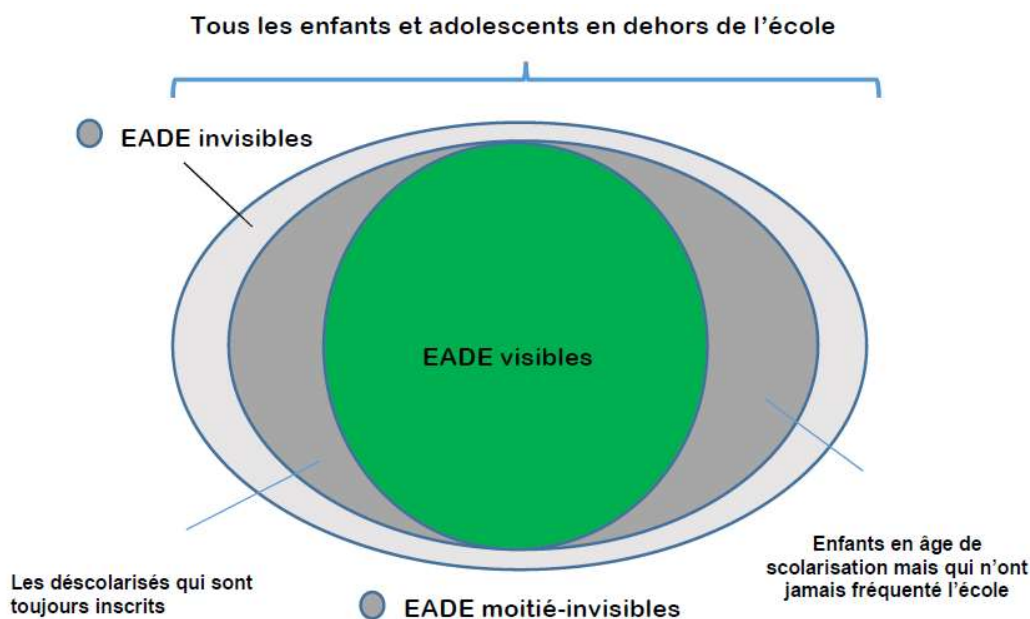 Tous les enfants et adolescents en dehors de l’école
EADE invisibles
EADE visibles
Enfants en âge de
scolarisation mais qui n’ont
jamais fréquenté l’école
Les déscolarisés qui sont
toujours inscrits
EADE moitié-invisibles